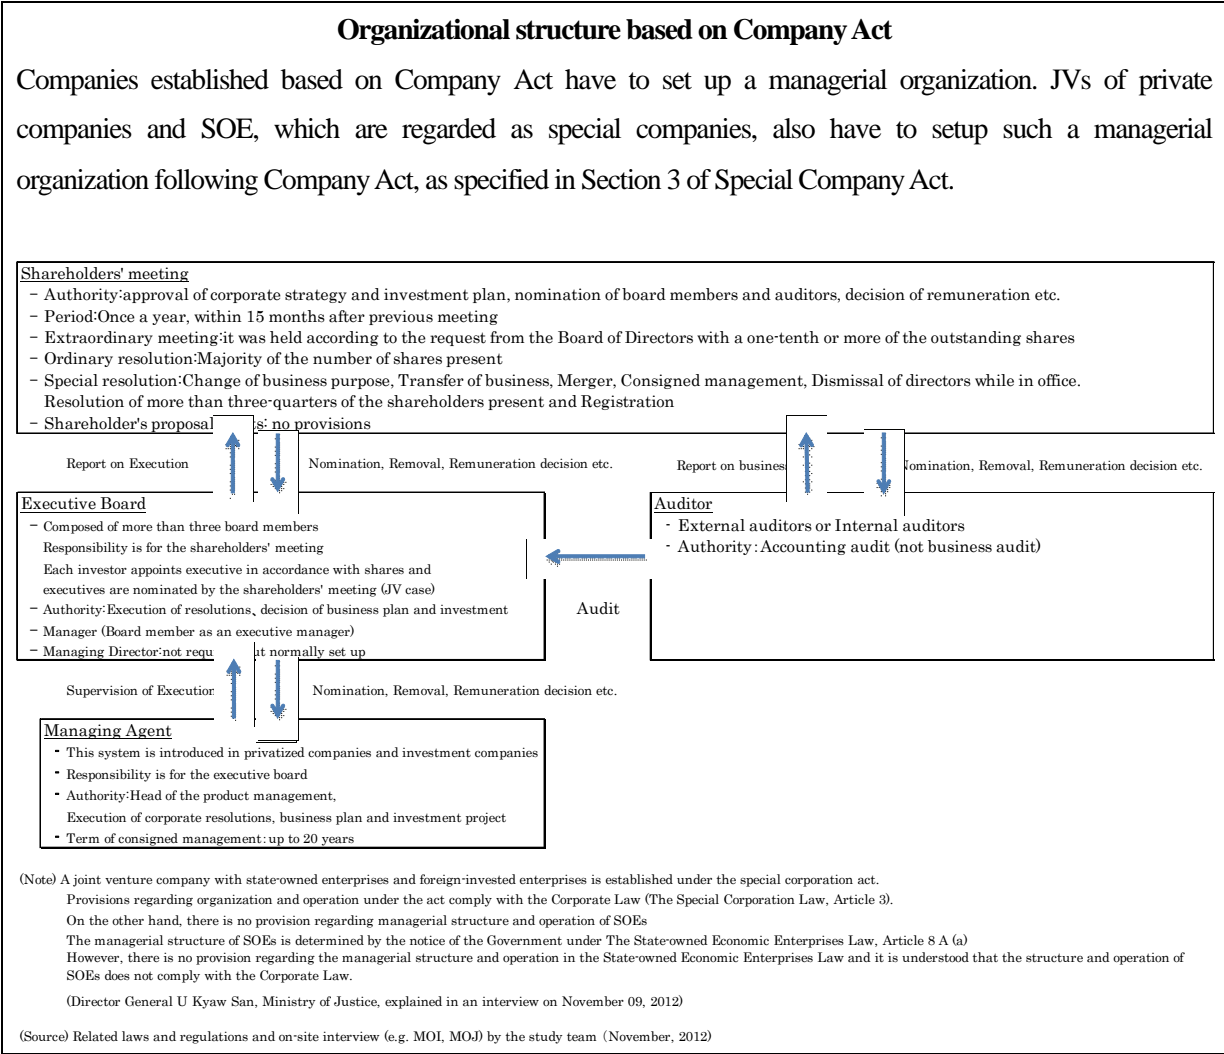 Organizational structure based on Company Act
Companies established based on Company Act have to set up a managerial organization. JVs of private
companies and SOE, which are regarded as special companies, also have to setup such a managerial
organization following Company Act, as specified in Section 3 of Special Company Act.
Shareholders' meeting
- Authority:approval of corporate strategy and investment plan, nomination of board members and auditors, decision of remuneration etc.
- Period:Once a year, within 15 months after previous meeting
- Extraordinary meeting:it was held according to the request from the Board of Directors with a one-tenth or more of the outstanding shares
- Ordinary resolution:Majority of the number of shares present
- Special resolution:Change of business purpose, Transfer of business, Merger, Consigned management, Dismissal of directors while in office.
Resolution of more than three-quarters of the shareholders present and Registration
- Shareholder's proposal s: no provisions
Report on Execution
Nomination, Removal, Remuneration decision etc.
Report on business
Nomination, Removal, Remuneration decision etc.
Executive Board
- Composed of more than three board members
Responsibility is for the shareholders' meeting
Each investor appoints executive in accordance with shares and
executives are nominated by the shareholders' meeting (JV case)
- Authority:Execution of resolutions、decision of business plan and investment
- Manager (Board member as an executive manager)
- Managing Director:not requ ut normally set up
Audit
Auditor
- External auditors or Internal auditors
- Authority:Accounting audit (not business audit)
Supervision of Execution
Nomination, Removal, Remuneration decision etc.
Managing Agent
- This system is introduced in privatized companies and investment companies
- Responsibility is for the executive board
- Authority:Head of the product management,
Execution of corporate resolutions, business plan and investment project
- Term of consigned management:up to 20 years
(Note) A joint venture company with state-owned enterprises and foreign-invested enterprises is established under the special corporation act.
Provisions regarding organization and operation under the act comply with the Corporate Law (The Special Corporation Law, Article 3).
On the other hand, there is no provision regarding managerial structure and operation of SOEs
The managerial structure of SOEs is determined by the notice of the Government under The State-owned Economic Enterprises Law, Article 8 A (a)
However, there is no provision regarding the managerial structure and operation in the State-owned Economic Enterprises Law and it is understood that the structure and operation of
SOEs does not comply with the Corporate Law.
(Director General U Kyaw San, Ministry of Justice, explained in an interview on November 09, 2012)
(Source) Related laws and regulations and on-site interview (e.g. MOI, MOJ) by the study team (November, 2012)